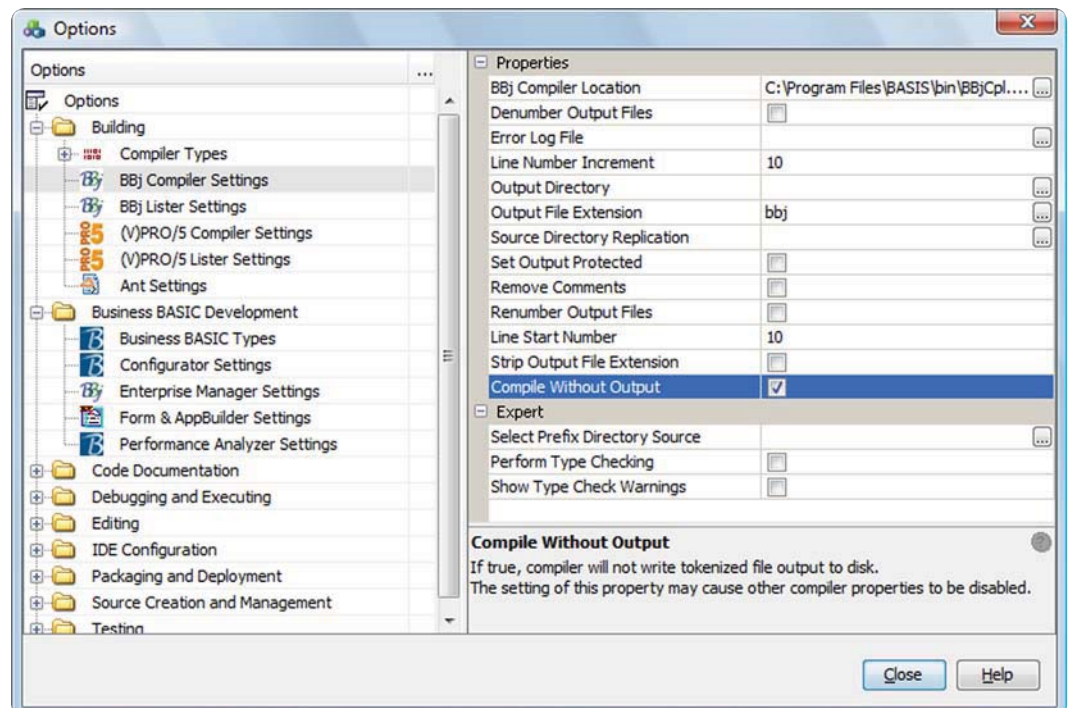 Options
Options ...
Options
Building
Compiler Types
BBj Compiler Settings
BBj Lister Settings
(V)PRO/5 Compiler Settings
(V)PRO/5 Lister Settings
Ant Settings
Business BASIC Development
Business BASIC Types
Configurator Settings
Enterprise Manager Settings
Form & AppBuilder Settings
Performance Analyzer Settings
Code Documentation
Debugging and Executing
Editing
IDE Configuration
Packaging and Deployment
Source Creation and Management
Testing
Properties
BBj Compiler Location C:\Program Files\BASIS\bin\BBjCpl.... ...
Denumber Output Files
Error Log File ...
Line Number Increment 10
Output Directory ...
Output File Extension bbj ...
Source Directory Replication ...
Set Output Protected
Remove Comments
Renumber Output Files
Line Start Number 10
Strip Output File Extension
Compile Without Output
Expert
Select Prefix Directory Source ...
Perform Type Checking
Show Type Check Warnings
Compile Without Output
If true, compiler will not write tokenized file output to disk.
The setting of this property may cause other compiler properties to be disabled.
Close Help